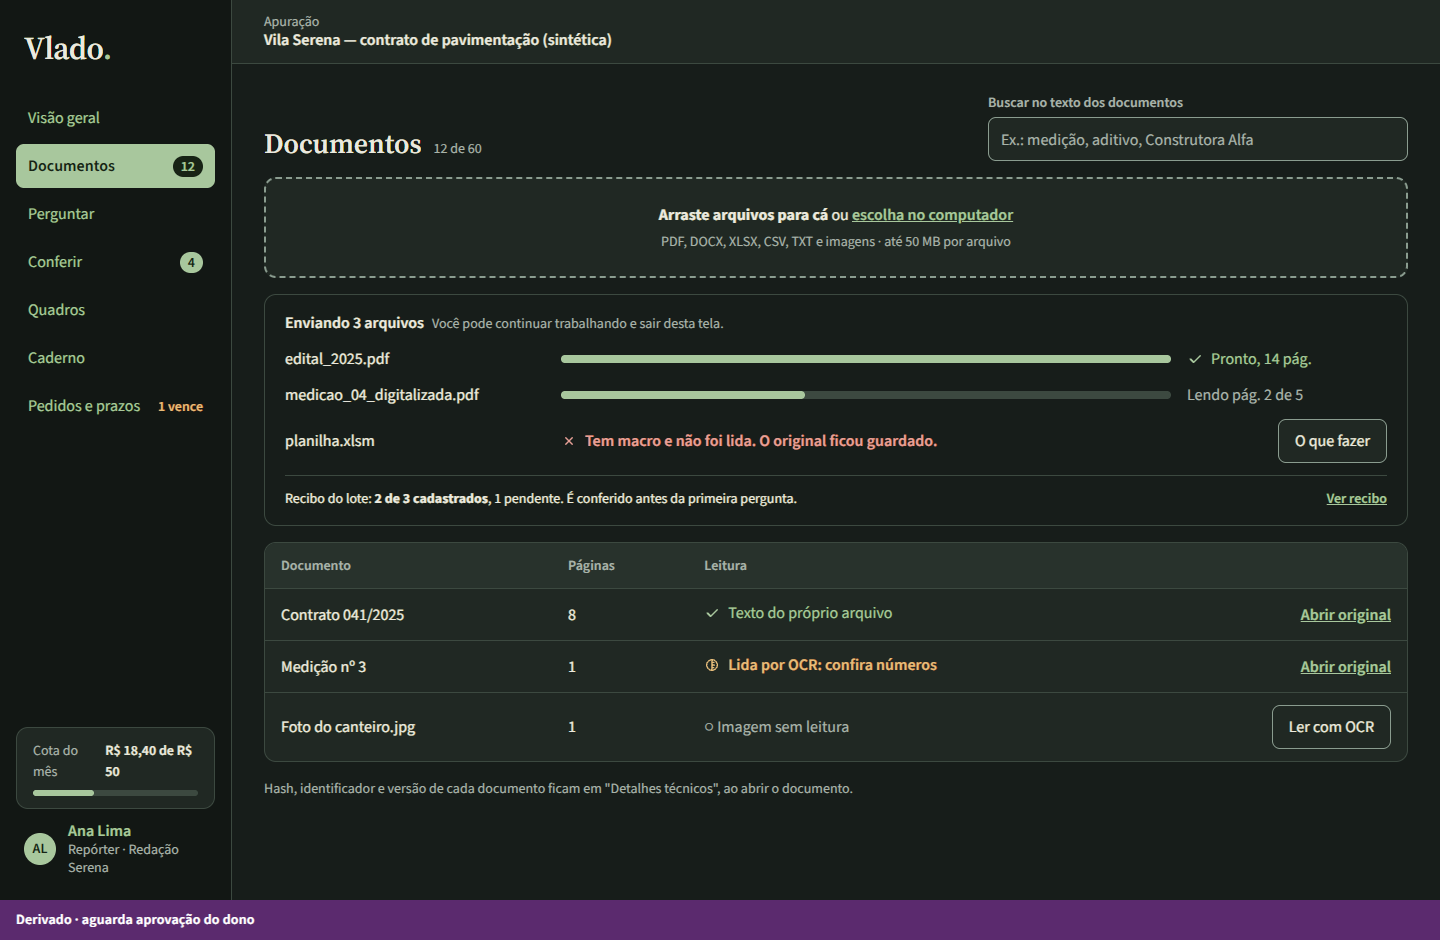 Vlado.
Visão geral
Documentos 12
Perguntar
Conferir 4
Quadros
Caderno
Pedidos e prazos 1 vence
Cota do mês
R$ 18,40 de R$ 50
AL
Ana Lima
Repórter · Redação
Serena
Apuração
Vila Serena — contrato de pavimentação (sintética)
Documentos 12 de 60
Buscar no texto dos documentos
Ex.: medição, aditivo, Construtora Alfa
Arraste arquivos para cá ou escolha no computador
PDF, DOCX, XLSX, CSV, TXT e imagens · até 50 MB por arquivo
Enviando 3 arquivos Você pode continuar trabalhando e sair desta tela.
edital_2025.pdf ✓ Pronto, 14 pág.
medicao_04_digitalizada.pdf Lendo pág. 2 de 5
planilha.xlsm × Tem macro e não foi lida. O original ficou guardado. O que fazer
Recibo do lote: 2 de 3 cadastrados, 1 pendente. É conferido antes da primeira pergunta. Ver recibo
Documento Páginas Leitura
Contrato 041/2025 8 ✓ Texto do próprio arquivo Abrir original
Medição nº 3 1 Lida por OCR: confira números Abrir original
Foto do canteiro.jpg 1 ○ Imagem sem leitura Ler com OCR
Hash, identificador e versão de cada documento ficam em "Detalhes técnicos", ao abrir o documento.
Derivado · aguarda aprovação do dono